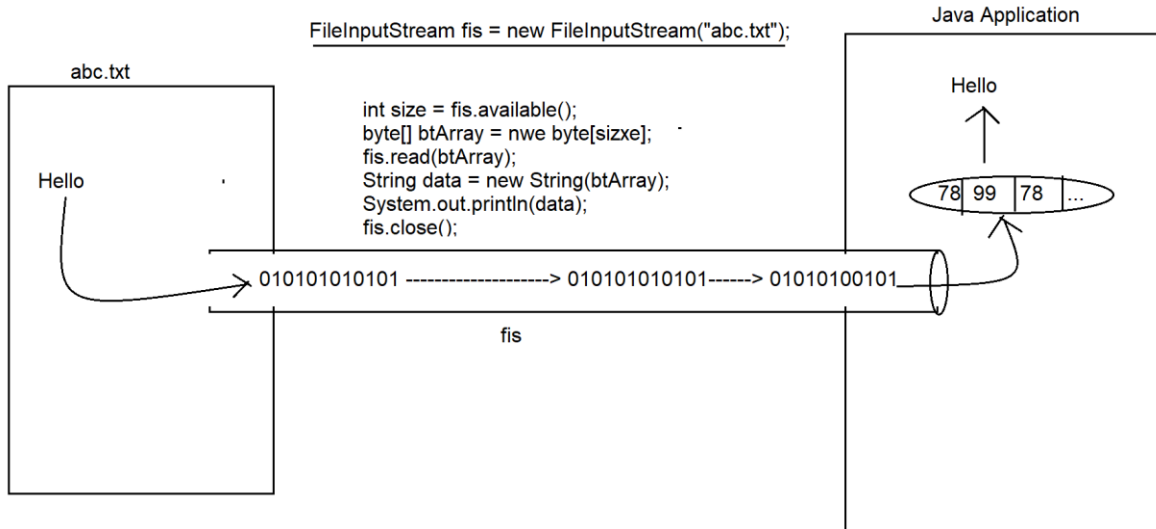 Java Application
FileInputStream fis = new FileInputStream("abc.txt");
abc.txt
int size = fis.available();
byte[] btArray = nwe byte[sizxe];
fis.read(btArray);
String data = new String(btArray);
System.out.println(data);
fis.close();
Hello
Hello
78 99 78 ...
010101010101 --------------------> 010101010101------> 01010100101
fis